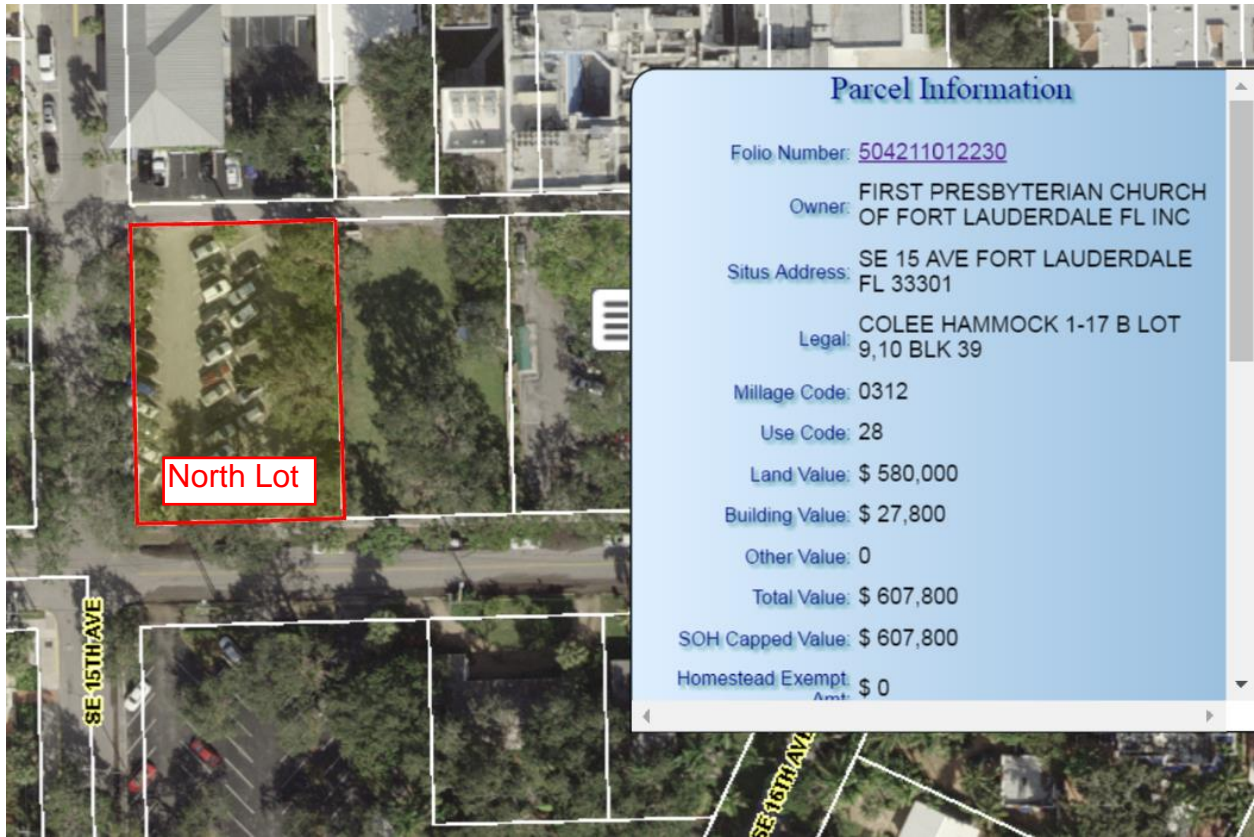 Parcel Information
Folio Number: 504211012230
Owner: FIRST PRESBYTERIAN CHURCH
OF FORT LAUDERDALE FL INC
Situs Address: SE 15 AVE FORT LAUDERDALE
FL 33301
Legal: COLEE HAMMOCK 1-17 B LOT
9,10 BLK 39
Millage Code: 0312
Use Code: 28
Land Value: $ 580,000
Building Value: $ 27,800
Other Value: 0
Total Value: $ 607,800
SOH Capped Value: $ 607,800
Homestead Exempt
Amt: $ 0
North Lot
SE 15TH AVE
SE 16TH AVE